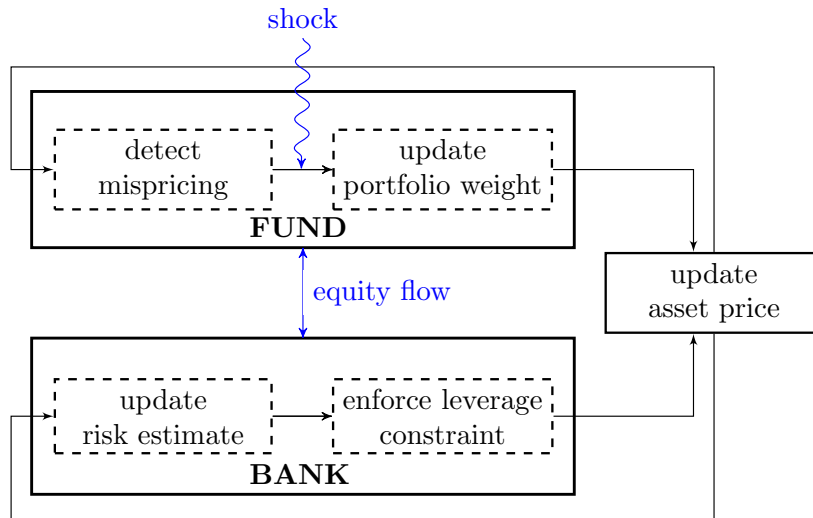 shock
detect
mispricing
update
portfolio weight
FUND
equity flow
update
asset price
update
risk estimate
enforce leverage
constraint
BANK